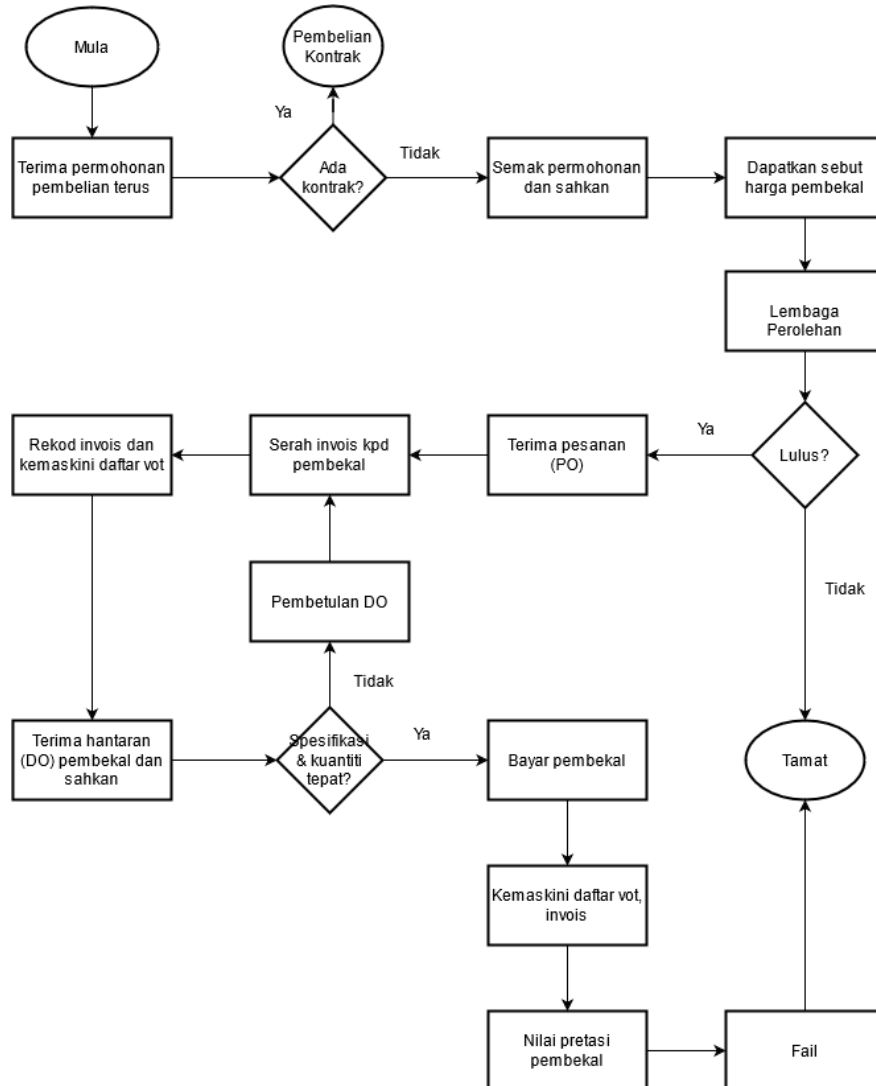 Mula
Pembelian
Kontrak
Ya
Terima permohonan
pembelian terus
Ada
kontrak?
Tidak
Semak permohonan
dan sahkan
Dapatkan sebut
harga pembekal
Lembaga
Perolehan
Lulus?
Ya
Tidak
Terima pesanan
(PO)
Serah invois kpd
pembekal
Rekod invois dan
kemaskini daftar vot
Pembetulan DO
Tidak
Terima hantaran
(DO) pembekal dan
sahkan
Spesifikasi
& kuantiti
tepat?
Ya
Bayar pembekal
Tamat
Kemaskini daftar vot,
invois
Nilai pretasi
pembekal
Fail